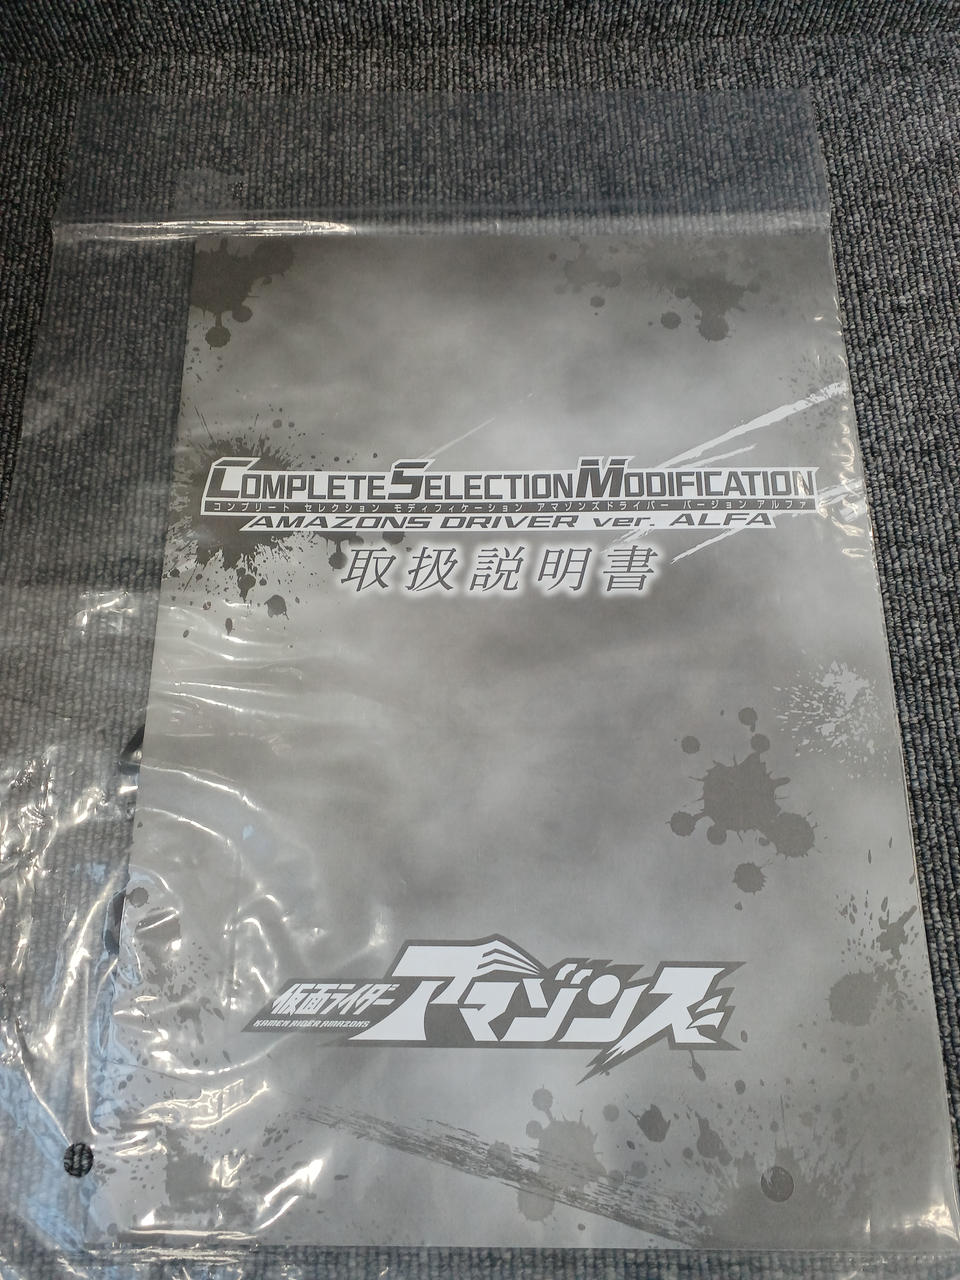 COMPLETE SELECTION MODIFICATION
コンプリート セレクション モディフィケーション アマゾンズドライバー バージョン アルファ
AMAZONS DRIVER ver. ALFA
取扱説明書
仮面ライダー アマゾンズ
KAMEN RIDER AMAZONS